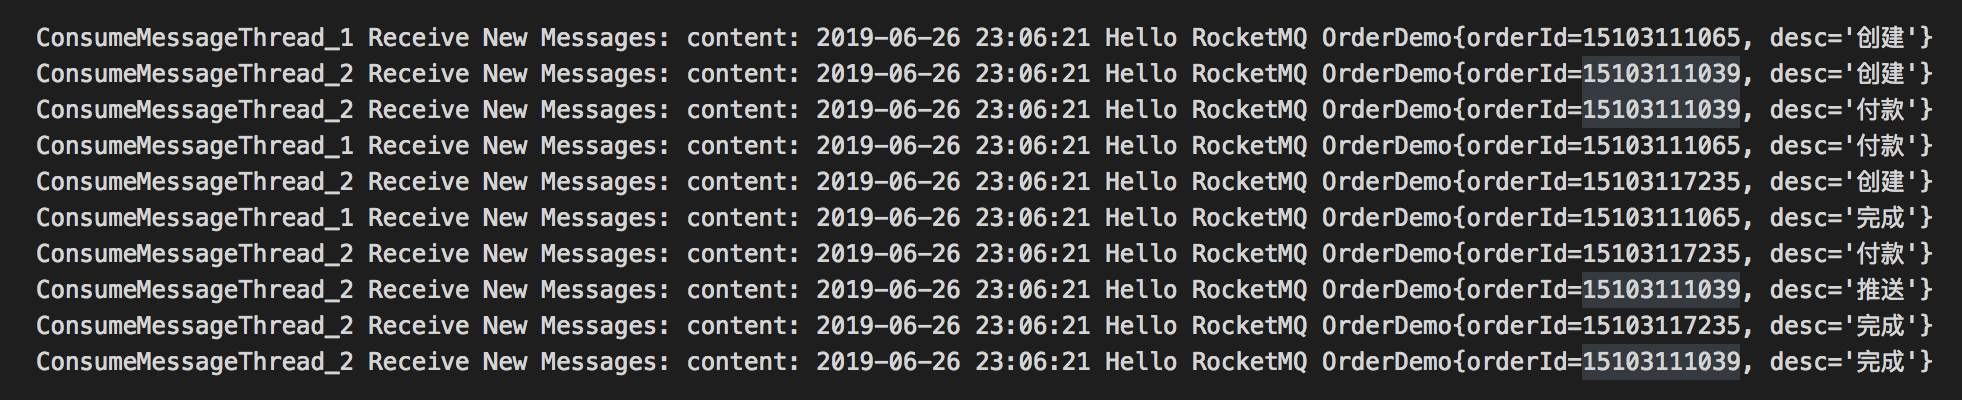 ConsumeMessageThread_1 Receive New Messages: content: 2019-06-26 23:06:21 Hello RocketMQ OrderDemo{orderId=15103111065, desc='创建'}
ConsumeMessageThread_2 Receive New Messages: content: 2019-06-26 23:06:21 Hello RocketMQ OrderDemo{orderId=15103111039, desc='创建'}
ConsumeMessageThread_2 Receive New Messages: content: 2019-06-26 23:06:21 Hello RocketMQ OrderDemo{orderId=15103111039, desc='付款'}
ConsumeMessageThread_1 Receive New Messages: content: 2019-06-26 23:06:21 Hello RocketMQ OrderDemo{orderId=15103111065, desc='付款'}
ConsumeMessageThread_2 Receive New Messages: content: 2019-06-26 23:06:21 Hello RocketMQ OrderDemo{orderId=15103117235, desc='创建'}
ConsumeMessageThread_1 Receive New Messages: content: 2019-06-26 23:06:21 Hello RocketMQ OrderDemo{orderId=15103111065, desc='完成'}
ConsumeMessageThread_2 Receive New Messages: content: 2019-06-26 23:06:21 Hello RocketMQ OrderDemo{orderId=15103117235, desc='付款'}
ConsumeMessageThread_2 Receive New Messages: content: 2019-06-26 23:06:21 Hello RocketMQ OrderDemo{orderId=15103111039, desc='推送'}
ConsumeMessageThread_2 Receive New Messages: content: 2019-06-26 23:06:21 Hello RocketMQ OrderDemo{orderId=15103117235, desc='完成'}
ConsumeMessageThread_2 Receive New Messages: content: 2019-06-26 23:06:21 Hello RocketMQ OrderDemo{orderId=15103111039, desc='完成'}